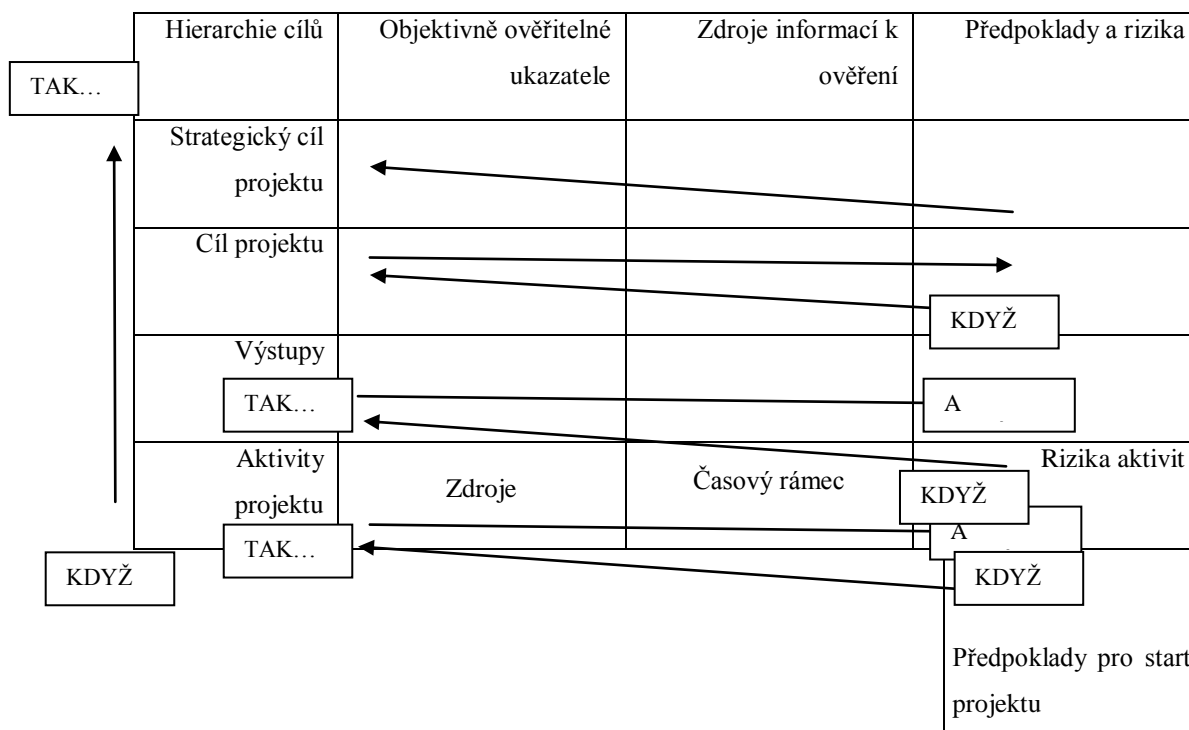 Hierarchie cílů
Objektivně ověřitelné
ukazatele
Zdroje informací k
ověření
Předpoklady a rizika
TAK…
Strategický cíl
projektu
Cíl projektu
KDYŽ
Výstupy
TAK…
A
Aktivity
projektu
Zdroje
Časový rámec
Rizika aktivit
KDYŽ
TAK…
A
KDYŽ
KDYŽ
Předpoklady pro start
projektu